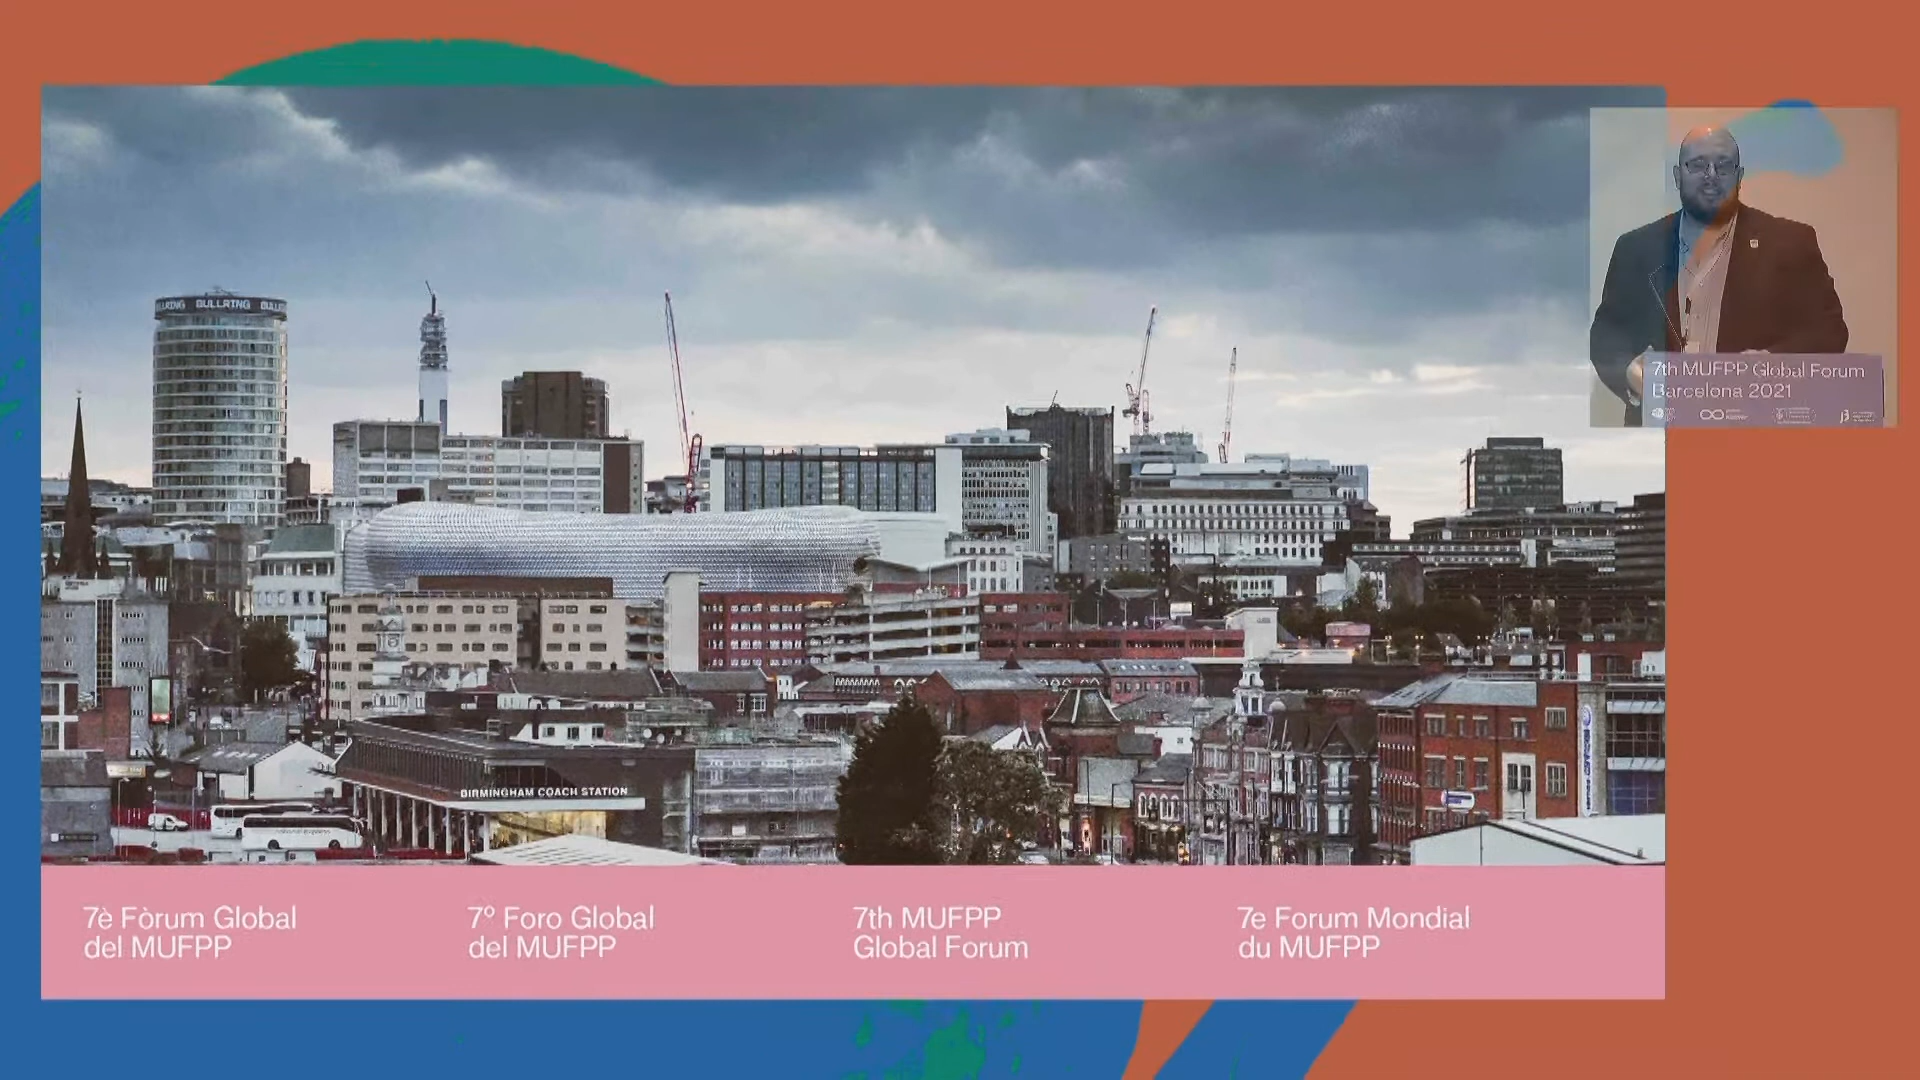 BULLRING
7th MUFPP Global Forum
Barcelona 2021
BIRMINGHAM COACH STATION
7è Fòrum Global
del MUFPP
7º Foro Global
del MUFPP
7th MUFPP
Global Forum
7e Forum Mondial
du MUFPP